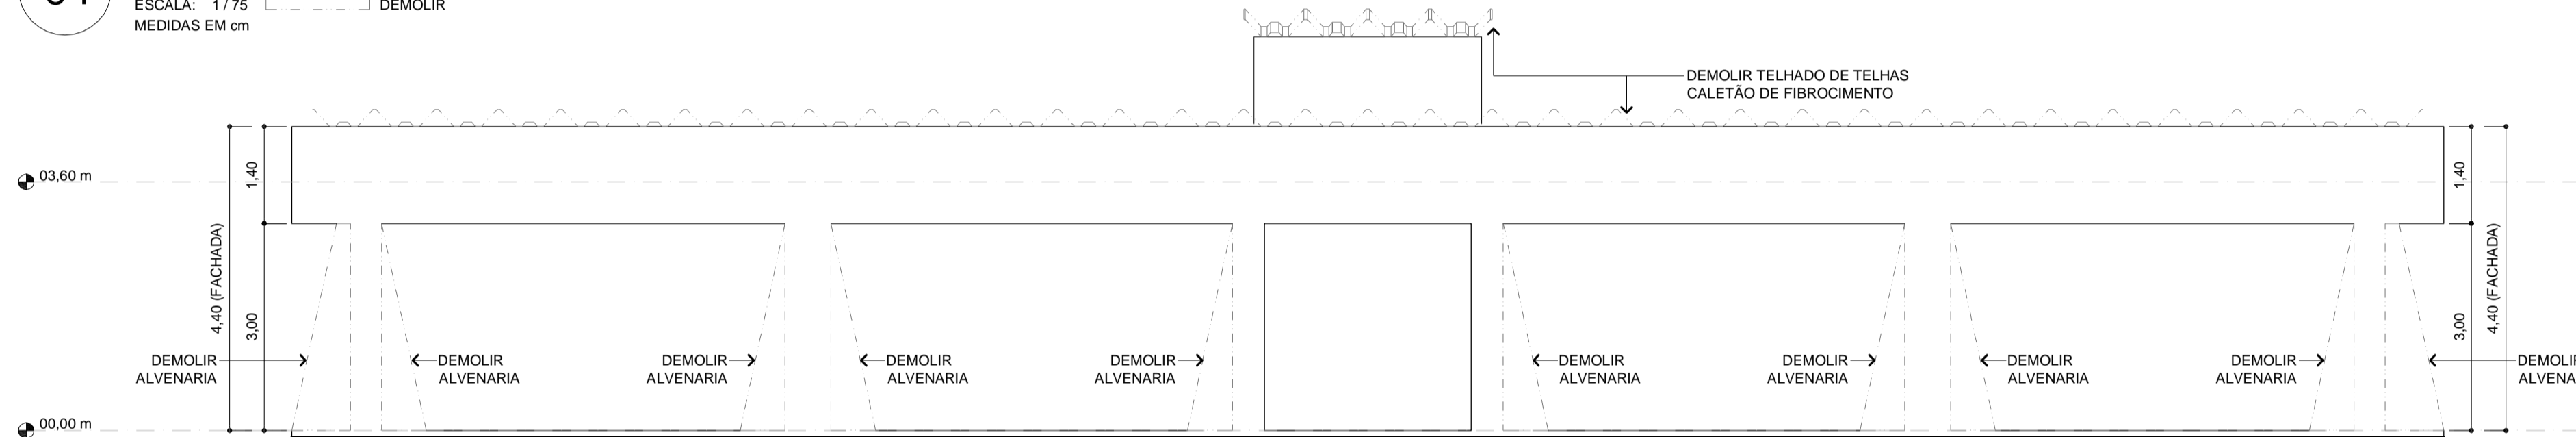 ESCALA: 1 / 75
DEMOLIR
MEDIDAS EM cm
DEMOLIR TELHADO DE TELHAS
CALETÃO DE FIBROCIMENTO
03,60 m
1,40
1,40
4,40 (FACHADA)
3,00
3,00
4,40 (FACHADA)
DEMOLIR
ALVENARIA
DEMOLIR
ALVENARIA
DEMOLIR
ALVENARIA
DEMOLIR
ALVENARIA
DEMOLIR
ALVENARIA
DEMOLIR
ALVENARIA
DEMOLIR
ALVENARIA
DEMOLIR
ALVENARIA
DEMOLIR
ALVENARIA
DEMOLI
ALVENA
00,00 m